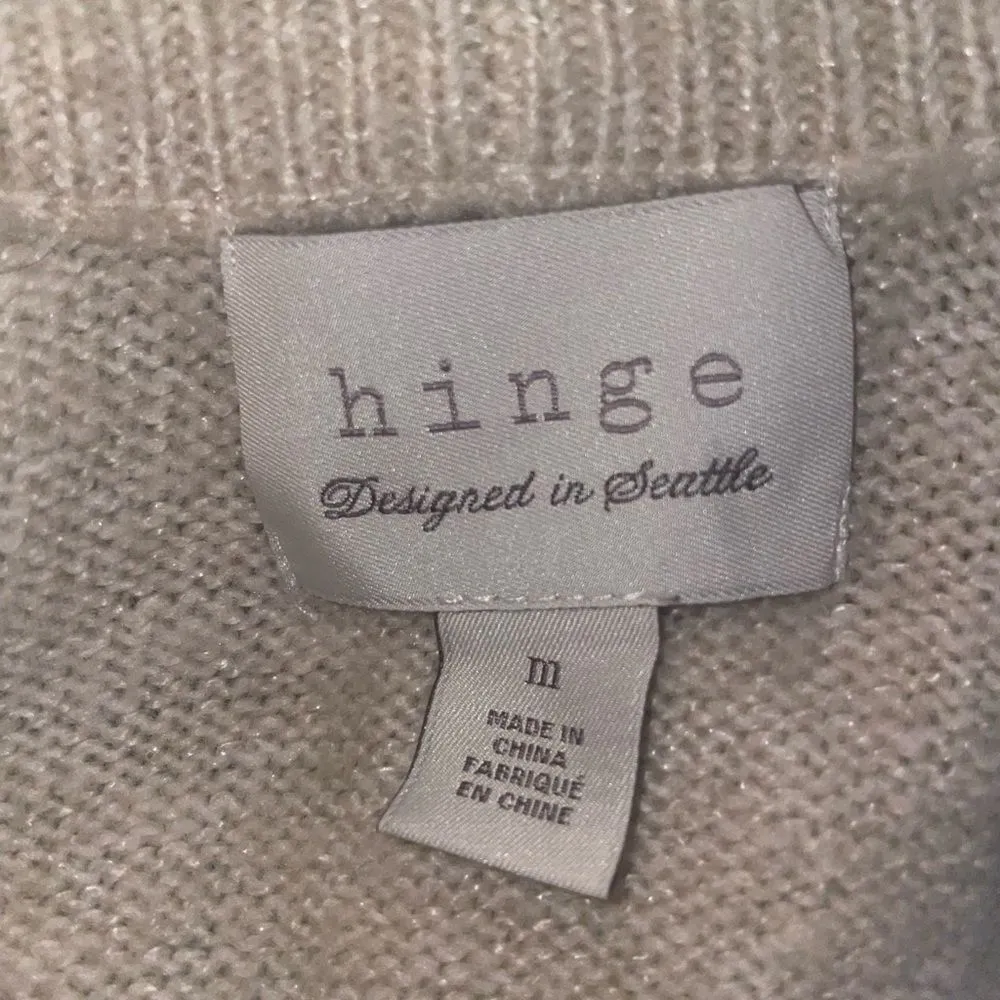 hinge
Designed in Seattle
m
MADE IN
CHINA
FABRIQUÉ
EN CHINE